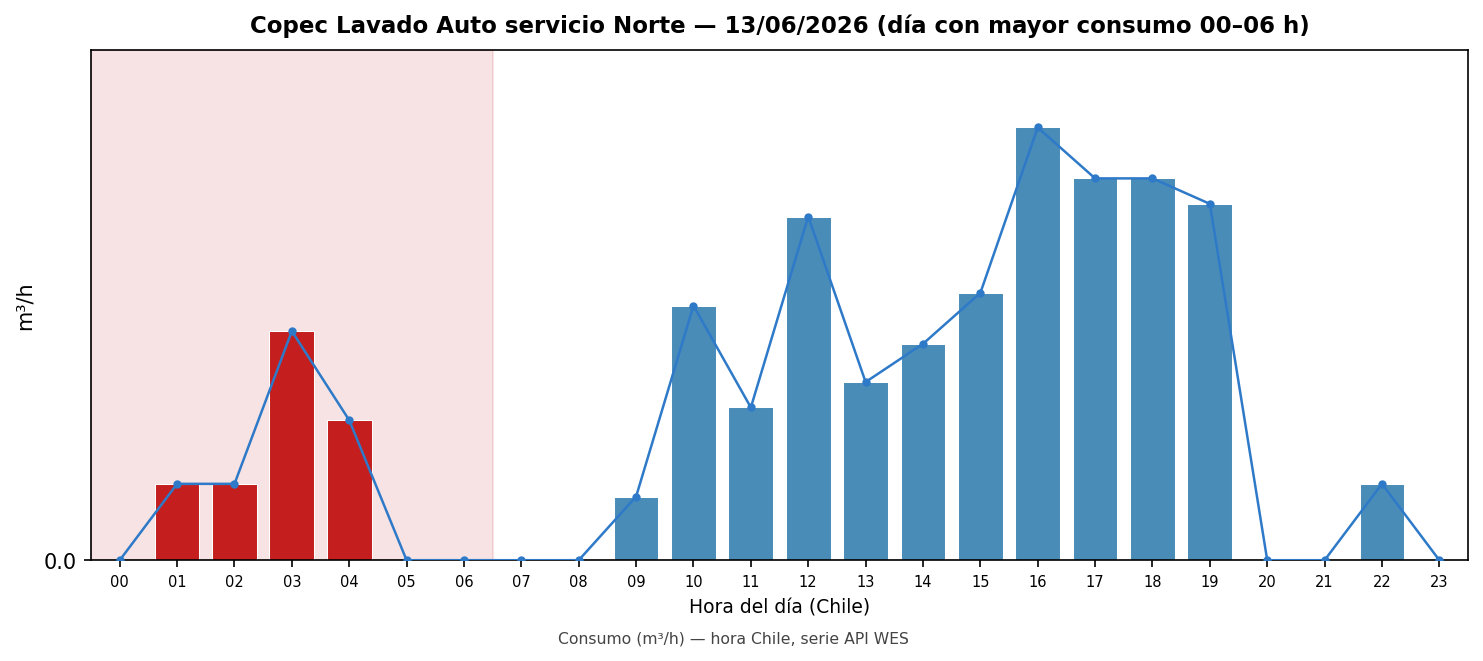 Copec Lavado Auto servicio Norte — 13/06/2026 (día con mayor consumo 00–06 h)
m³/h
0.0
00 01 02 03 04 05 06 07 08 09 10 11 12 13 14 15 16 17 18 19 20 21 22 23
Hora del día (Chile)
Consumo (m³/h) — hora Chile, serie API WES